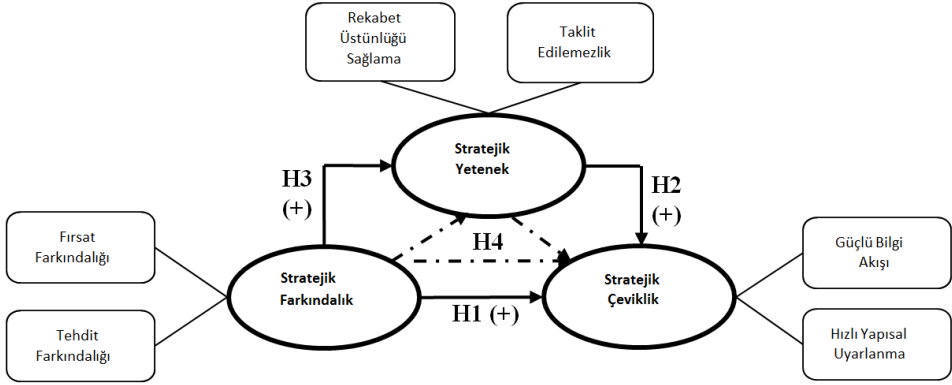 Rekabet
Üstünlüğü
Sağlama
Taklit
Edilemezlik
Stratejik
Yetenek
H3
(+)
H2
(+)
H4
Fırsat
Farkındalığı
Güçlü Bilgi
Akışı
Stratejik
Farkındalık
Stratejik
Çeviklik
H1 (+)
Tehdit
Farkındalığı
Hızlı Yapısal
Uyarlanma